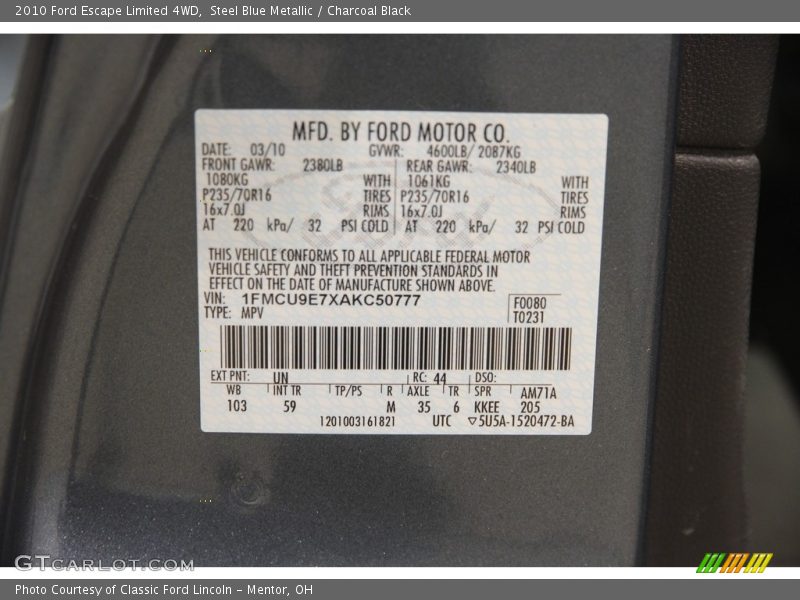 2010 Ford Escape Limited 4WD, Steel Blue Metallic / Charcoal Black
MFD. BY FORD MOTOR CO.
DATE: 03/10 GVWR: 4600LB/ 2087KG
FRONT GAWR: 2380LB REAR GAWR: 2340LB
1080KG WITH 1061KG WITH
P235/70R16 TIRES P235/70R16 TIRES
16x7.0J RIMS 16x7.0J RIMS
AT 220 kPa/ 32 PSI COLD AT 220 kPa/ 32 PSI COLD
THIS VEHICLE CONFORMS TO ALL APPLICABLE FEDERAL MOTOR
VEHICLE SAFETY AND THEFT PREVENTION STANDARDS IN
EFFECT ON THE DATE OF MANUFACTURE SHOWN ABOVE.
VIN: 1FMCU9E7XAKC50777 F0080
TYPE: MPV T0231
EXT PNT: UN RC: 44 DSO:
WB INT TR TP/PS R AXLE TR SPR AM71A
103 59 M 35 6 KKEE 205
1201003161821 UTC ▽5U5A-1520472-BA
GTCARLOT.COM
Photo Courtesy of Classic Ford Lincoln - Mentor, OH